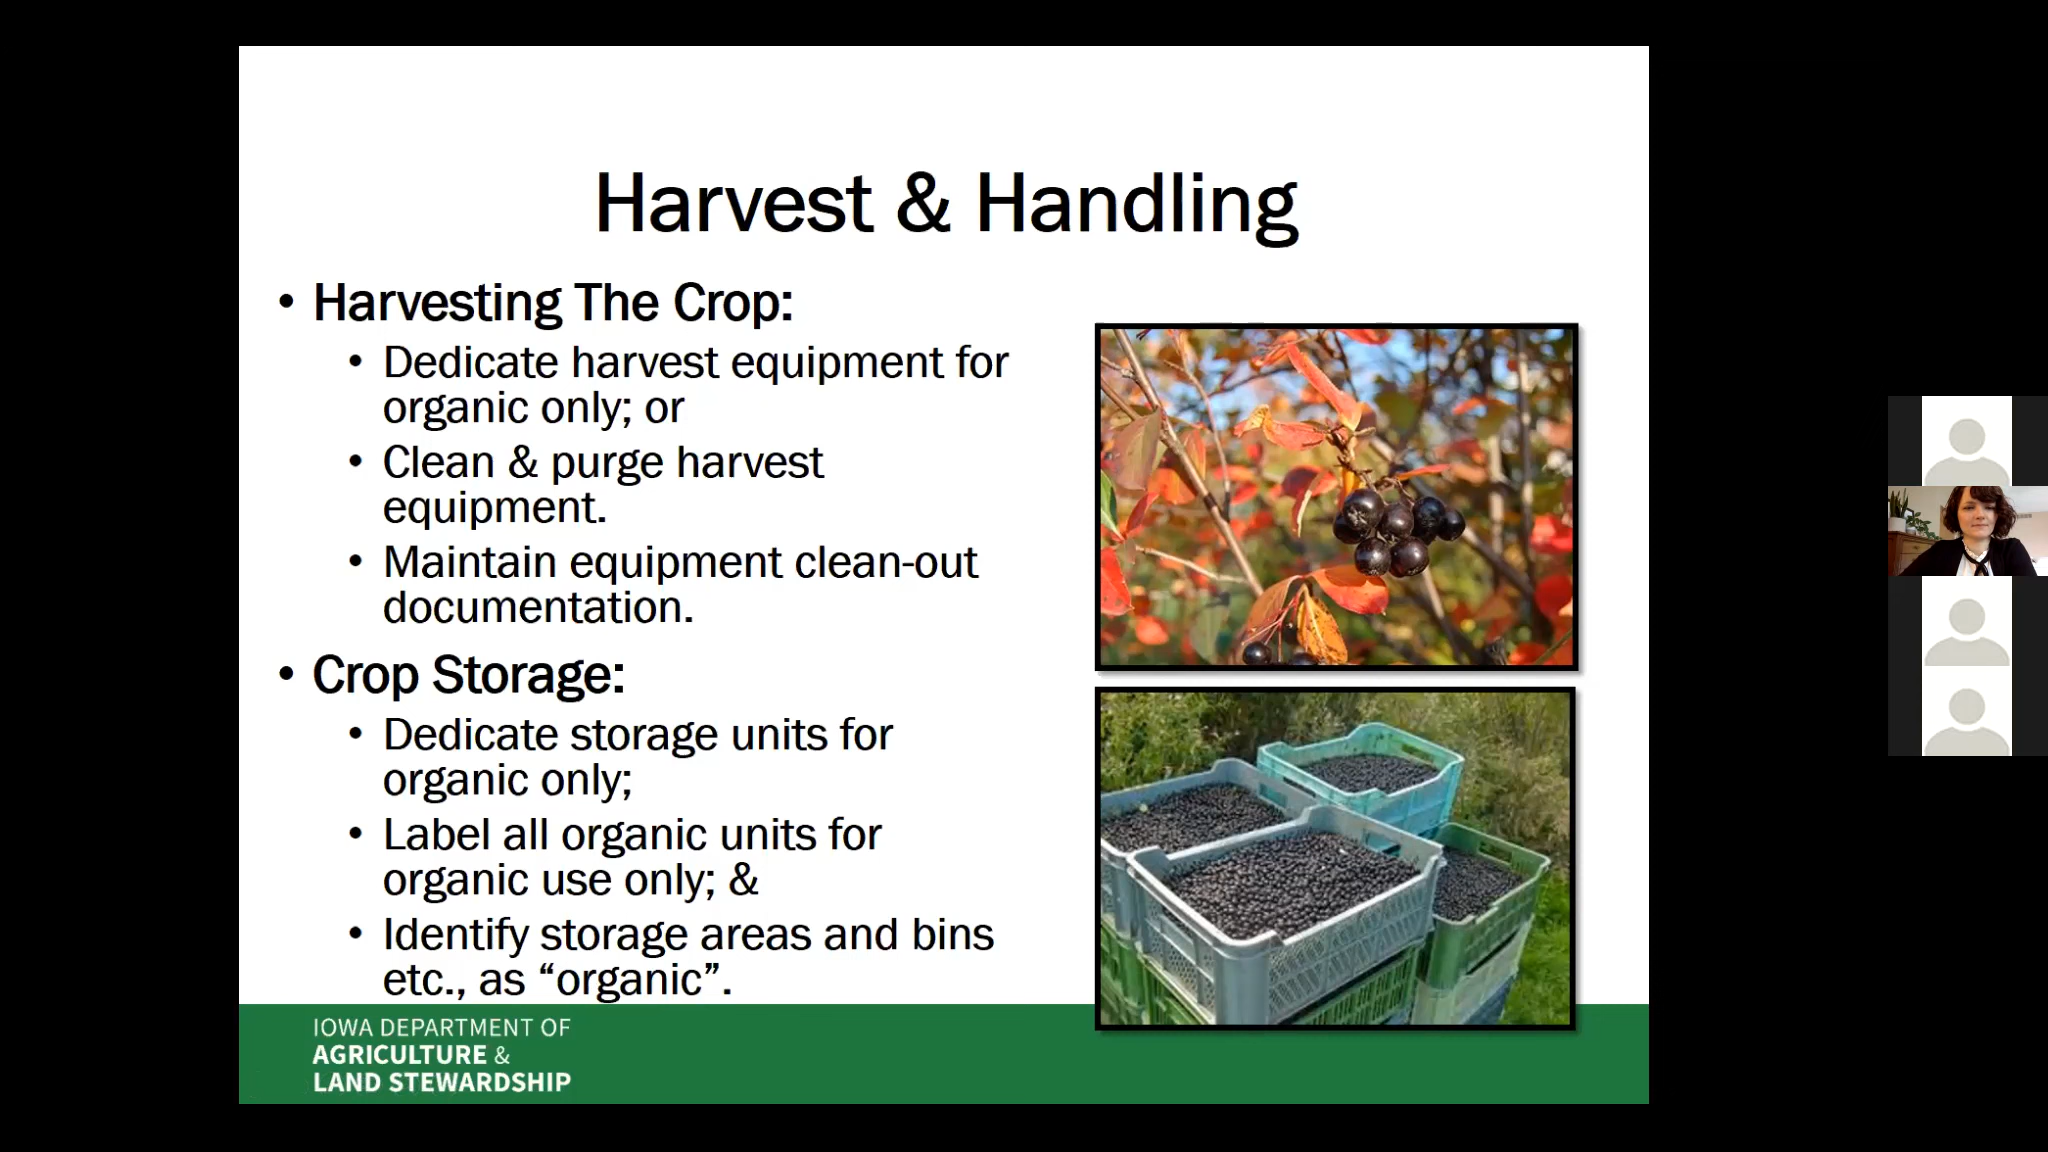 Harvest & Handling
• Harvesting The Crop:
• Dedicate harvest equipment for
organic only; or
• Clean & purge harvest
equipment.
• Maintain equipment clean-out
documentation.
• Crop Storage:
• Dedicate storage units for
organic only;
• Label all organic units for
organic use only; &
• Identify storage areas and bins
etc., as “organic”.
IOWA DEPARTMENT OF
AGRICULTURE &
LAND STEWARDSHIP